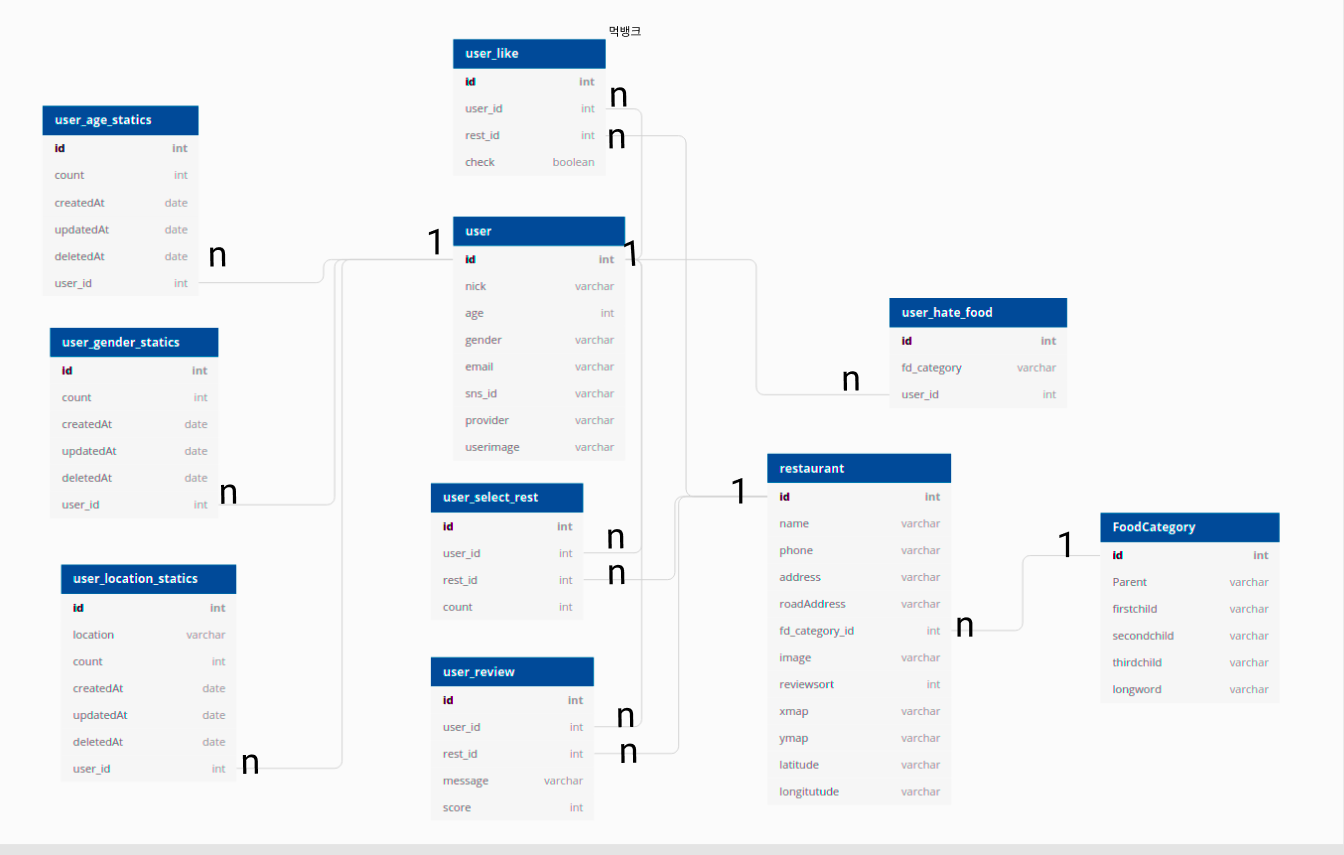 먹뱅크
user_like
id int
user_id int n
rest_id int n
check boolean
user_age_statics
id int
count int
createdAt date
updatedAt date
deletedAt date
user_id int
n
1
user
id int
1
nick varchar
age int
gender varchar
email varchar
sns_id varchar
provider varchar
userimage varchar
user_hate_food
id int
fd_category varchar
user_id int
n
user_gender_statics
id int
count int
createdAt date
updatedAt date
deletedAt date
user_id int
n
user_select_rest
id int
user_id int n
rest_id int n
count int
1
restaurant
id int
name varchar
phone varchar
address varchar
roadAddress varchar
fd_category_id int n
image varchar
reviewsort int
xmap varchar
ymap varchar
latitude varchar
longitutude varchar
1
FoodCategory
id int
Parent varchar
firstchild varchar
secondchild varchar
thirdchild varchar
longword varchar
user_location_statics
id int
location varchar
count int
createdAt date
updatedAt date
deletedAt date
user_id int n
user_review
id int
user_id int n
rest_id int n
message varchar
score int